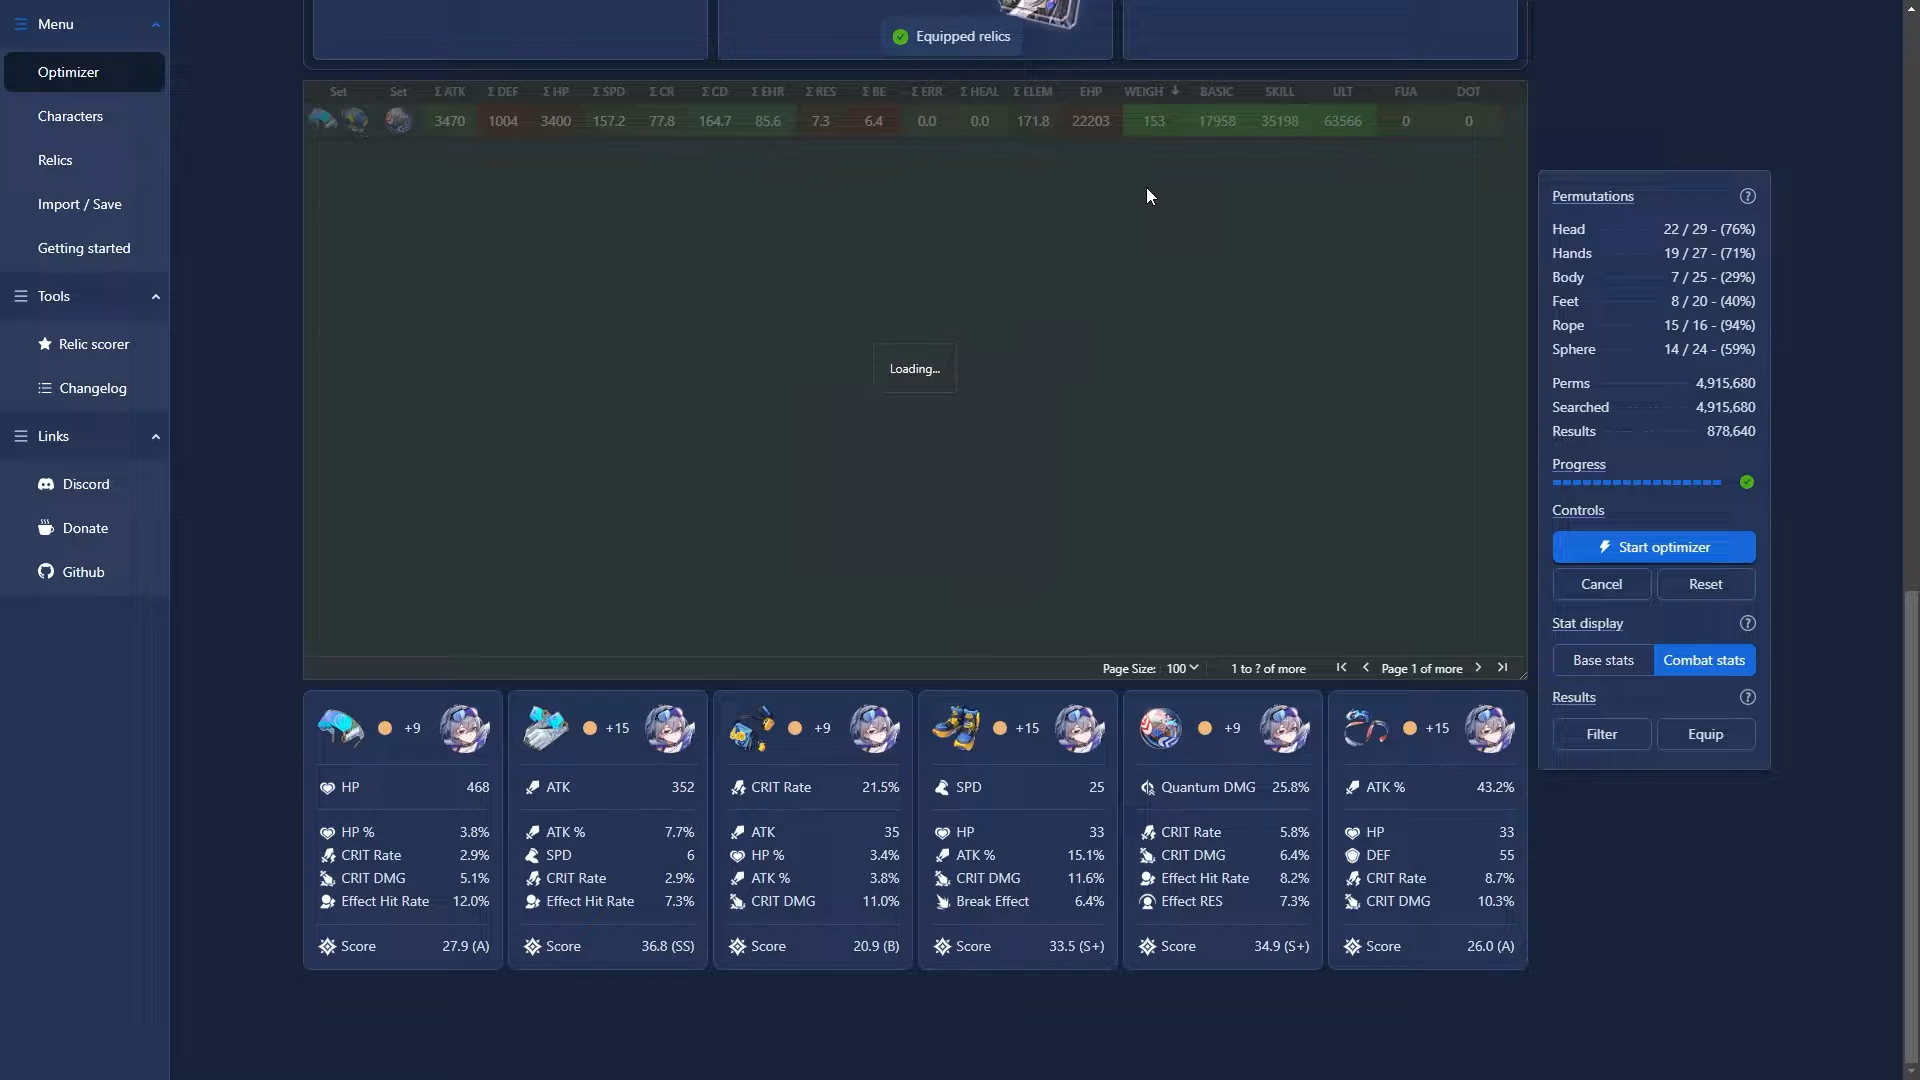 Menu
Optimizer
Characters
Relics
Import / Save
Getting started
Tools
Relic scorer
Changelog
Links
Discord
Donate
Github
Equipped relics
Set Set Σ ATK Σ DEF Σ HP Σ SPD Σ CR Σ CD Σ EHR Σ RES Σ BE Σ ERR Σ HEAL Σ ELEM EHP WEIGH BASIC SKILL ULT FUA DOT
3470 1004 3400 157.2 77.8 164.7 85.6 7.3 6.4 0.0 0.0 171.8 22203 153 17958 35198 63566 0 0
Loading...
Page Size: 100 1 to ? of more Page 1 of more
+9
HP 468
HP % 3.8%
CRIT Rate 2.9%
CRIT DMG 5.1%
Effect Hit Rate 12.0%
Score 27.9 (A)
+15
ATK 352
ATK % 7.7%
SPD 6
CRIT Rate 2.9%
Effect Hit Rate 7.3%
Score 36.8 (SS)
+9
CRIT Rate 21.5%
ATK 35
HP % 3.4%
ATK % 3.8%
CRIT DMG 11.0%
Score 20.9 (B)
+15
SPD 25
HP 33
ATK % 15.1%
CRIT DMG 11.6%
Break Effect 6.4%
Score 33.5 (S+)
+9
Quantum DMG 25.8%
CRIT Rate 5.8%
CRIT DMG 6.4%
Effect Hit Rate 8.2%
Effect RES 7.3%
Score 34.9 (S+)
+15
ATK % 43.2%
HP 33
DEF 55
CRIT Rate 8.7%
CRIT DMG 10.3%
Score 26.0 (A)
Permutations
Head 22 / 29 - (76%)
Hands 19 / 27 - (71%)
Body 7 / 25 - (29%)
Feet 8 / 20 - (40%)
Rope 15 / 16 - (94%)
Sphere 14 / 24 - (59%)
Perms 4,915,680
Searched 4,915,680
Results 878,640
Progress
Controls
Start optimizer
Cancel Reset
Stat display
Base stats Combat stats
Results
Filter Equip